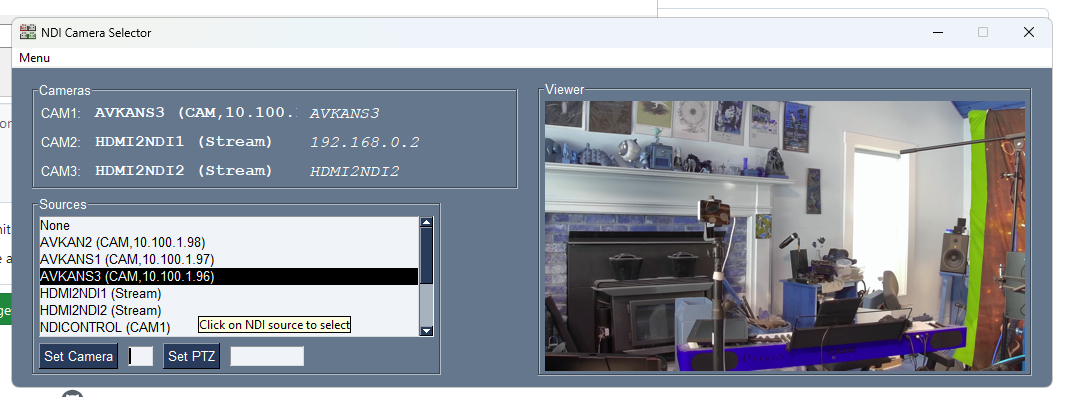 NDI Camera Selector
Menu
Cameras
CAM1: AVKANS3 (CAM,10.100. AVKANS3
CAM2: HDMI2NDI1 (Stream) 192.168.0.2
CAM3: HDMI2NDI2 (Stream) HDMI2NDI2
Sources
None
AVKAN2 (CAM,10.100.1.98)
AVKANS1 (CAM,10.100.1.97)
AVKANS3 (CAM,10.100.1.96)
HDMI2NDI1 (Stream)
HDMI2NDI2 (Stream)
NDICONTROL (CAM1)
Click on NDI source to select
Set Camera
Set PTZ
Viewer